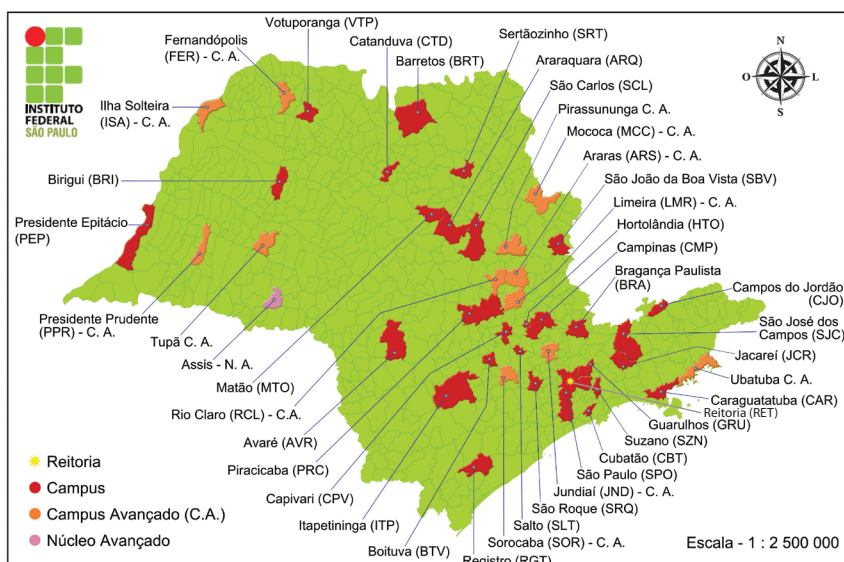 INSTITUTO
FEDERAL
SÃO PAULO
Votuporanga (VTP)
Fernandópolis
(FER) - C. A.
Ilha Solteira
(ISA) - C. A.
Catanduva (CTD)
Barretos (BRT)
Sertãozinho (SRT)
Araraquara (ARQ)
São Carlos (SCL)
Pirassununga C. A.
Mococa (MCC) - C. A.
Araras (ARS) - C. A.
São João da Boa Vista (SBV)
Limeira (LMR) - C. A.
Hortolândia (HTO)
Campinas (CMP)
Bragança Paulista
(BRA)
Campos do Jordão
(CJO)
São José dos
Campos (SJC)
Jacareí (JCR)
Ubatuba C. A.
Caraguatatuba (CAR)
Reitoria (RET)
Guarulhos (GRU)
Suzano (SZN)
Cubatão (CBT)
São Paulo (SPO)
Jundiaí (JND) - C. A.
São Roque (SRQ)
Salto (SLT)
Sorocaba (SOR) - C. A.
Registro (RGT)
Boituva (BTV)
Itapetininga (ITP)
Capivari (CPV)
Piracicaba (PRC)
Avaré (AVR)
Rio Claro (RCL) - C.A.
Matão (MTO)
Assis - N. A.
Tupã C. A.
Presidente Prudente
(PPR) - C. A.
Presidente Epitácio
(PEP)
Birigui (BRI)
N
O
L
S
Reitoria
Campus
Campus Avançado (C.A.)
Núcleo Avançado
Escala - 1 : 2 500 000